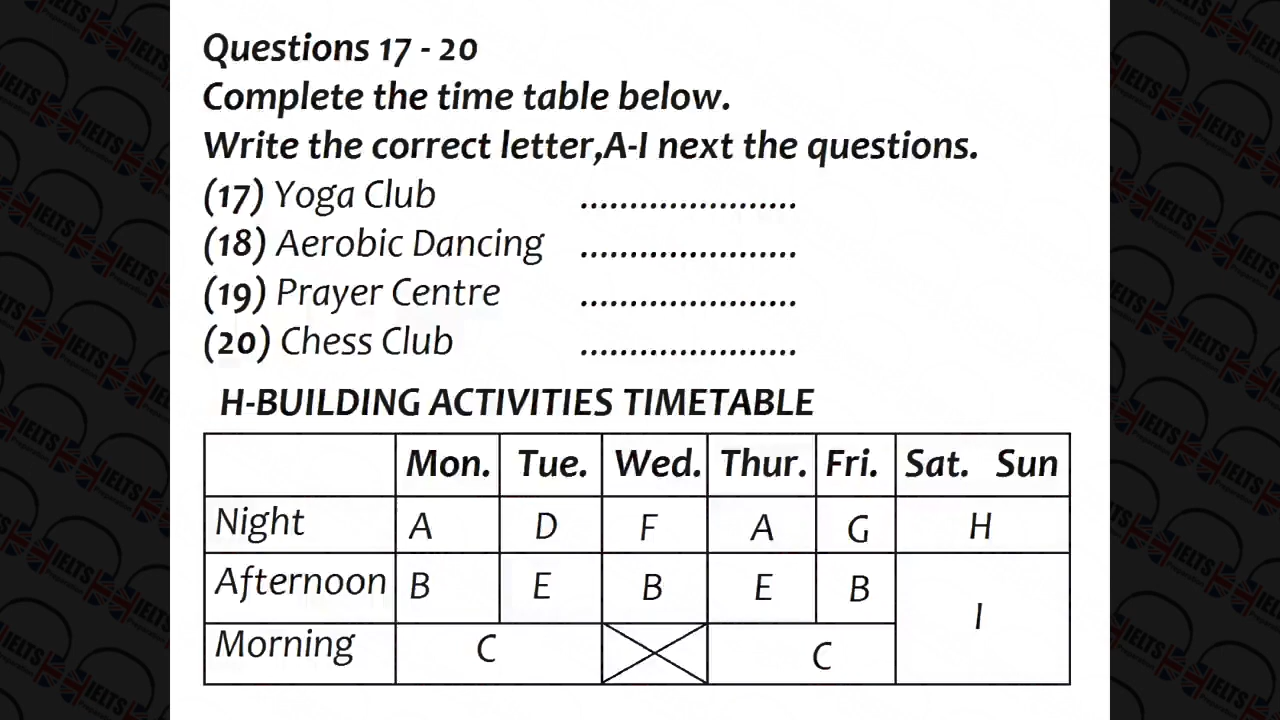 Questions 17 - 20
Complete the time table below.
Write the correct letter,A-I next the questions.
(17) Yoga Club .......................
(18) Aerobic Dancing .......................
(19) Prayer Centre .......................
(20) Chess Club .......................
H-BUILDING ACTIVITIES TIMETABLE
Mon. Tue. Wed. Thur. Fri. Sat. Sun
Night A D F A G H
Afternoon B E B E B I
Morning C C
IELTS Preparation